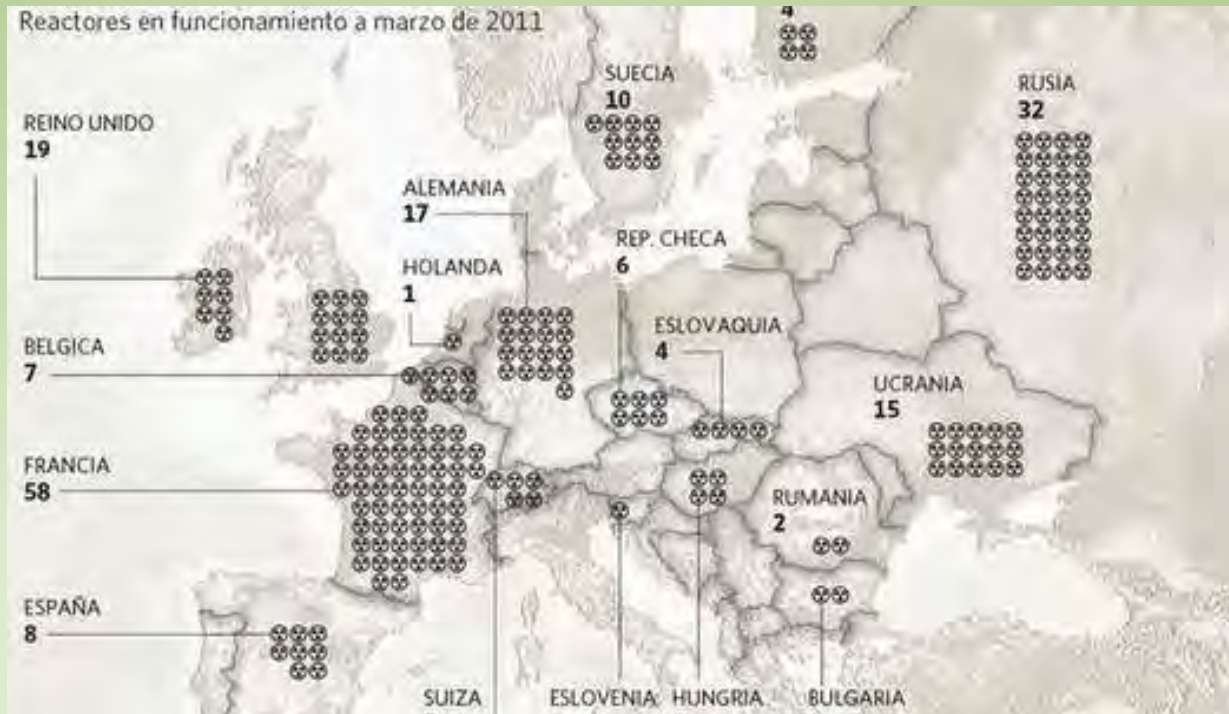 Reactores en funcionamiento a marzo de 2011
4
SUECIA
10
RUSIA
32
REINO UNIDO
19
ALEMANIA
17
REP. CHECA
6
HOLANDA
1
ESLOVAQUIA
4
BELGICA
7
UCRANIA
15
FRANCIA
58
RUMANIA
2
ESPAÑA
8
SUIZA
ESLOVENIA
HUNGRIA
BULGARIA